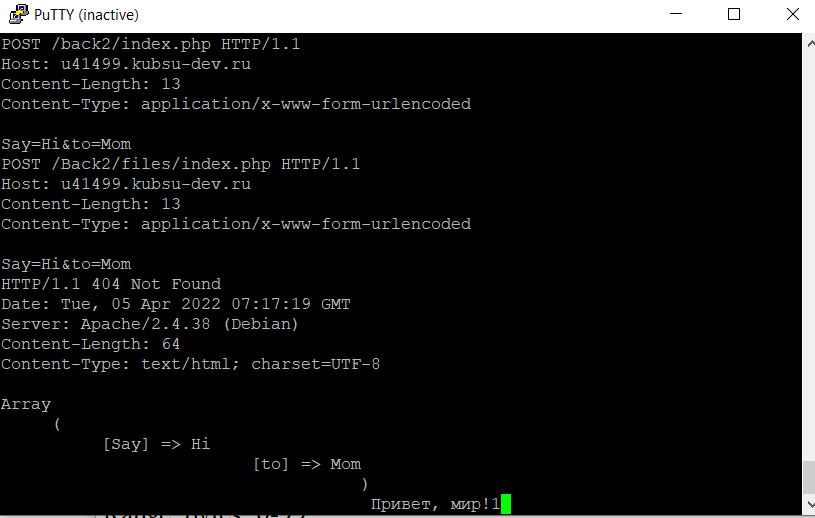 PuTTY (inactive)
POST /back2/index.php HTTP/1.1
Host: u41499.kubsu-dev.ru
Content-Length: 13
Content-Type: application/x-www-form-urlencoded
Say=Hi&to=Mom
POST /Back2/files/index.php HTTP/1.1
Host: u41499.kubsu-dev.ru
Content-Length: 13
Content-Type: application/x-www-form-urlencoded
Say=Hi&to=Mom
HTTP/1.1 404 Not Found
Date: Tue, 05 Apr 2022 07:17:19 GMT
Server: Apache/2.4.38 (Debian)
Content-Length: 64
Content-Type: text/html; charset=UTF-8
Array
(
[Say] => Hi
[to] => Mom
)
Привет, мир!1